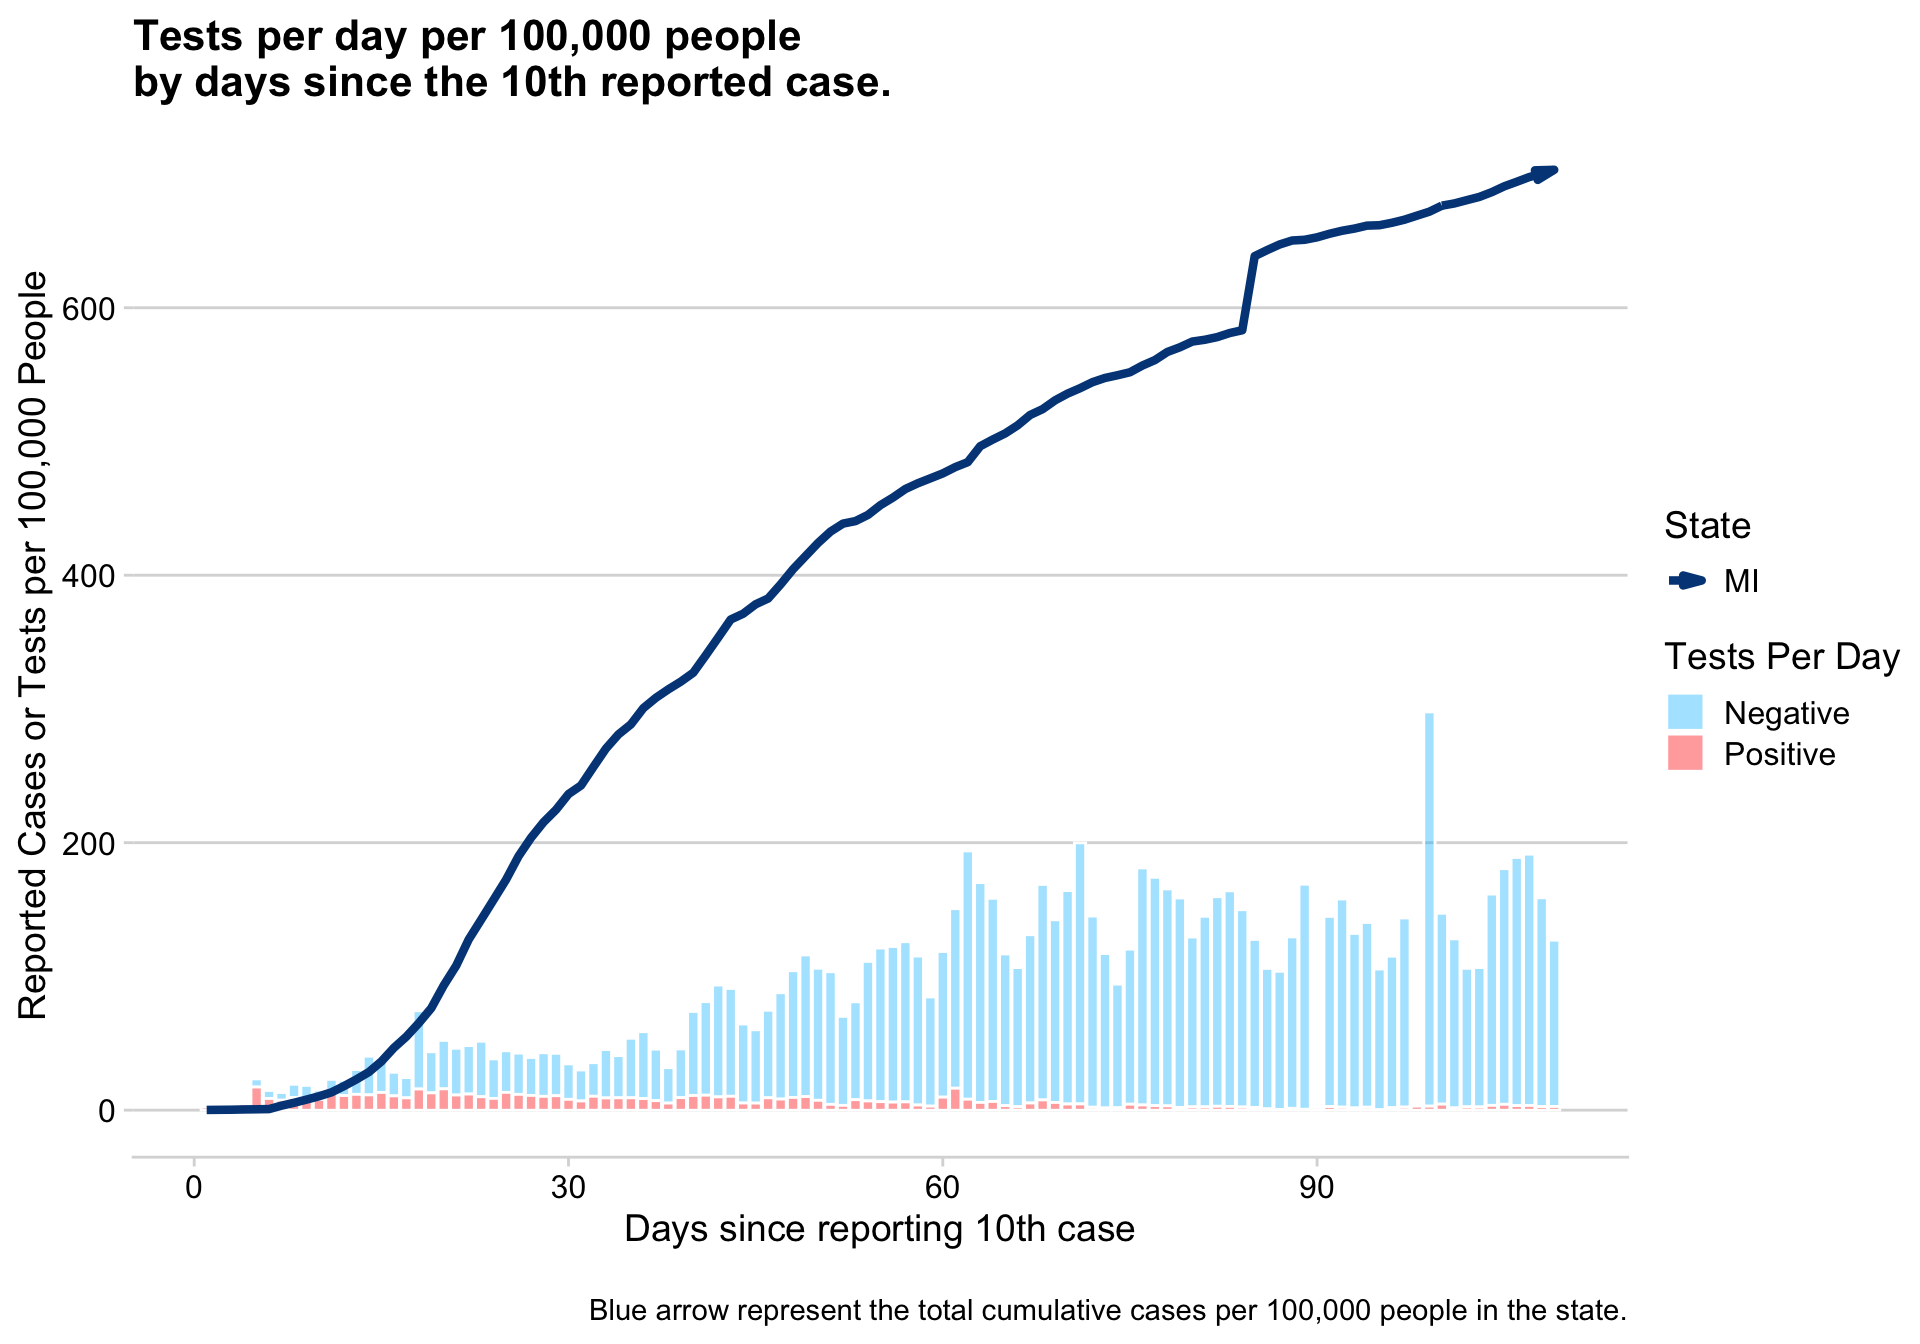 Tests per day per 100,000 people
by days since the 10th reported case.
Reported Cases or Tests per 100,000 People
600
400
200
0
0
30
60
90
Days since reporting 10th case
State
MI
Tests Per Day
Negative
Positive
Blue arrow represent the total cumulative cases per 100,000 people in the state.